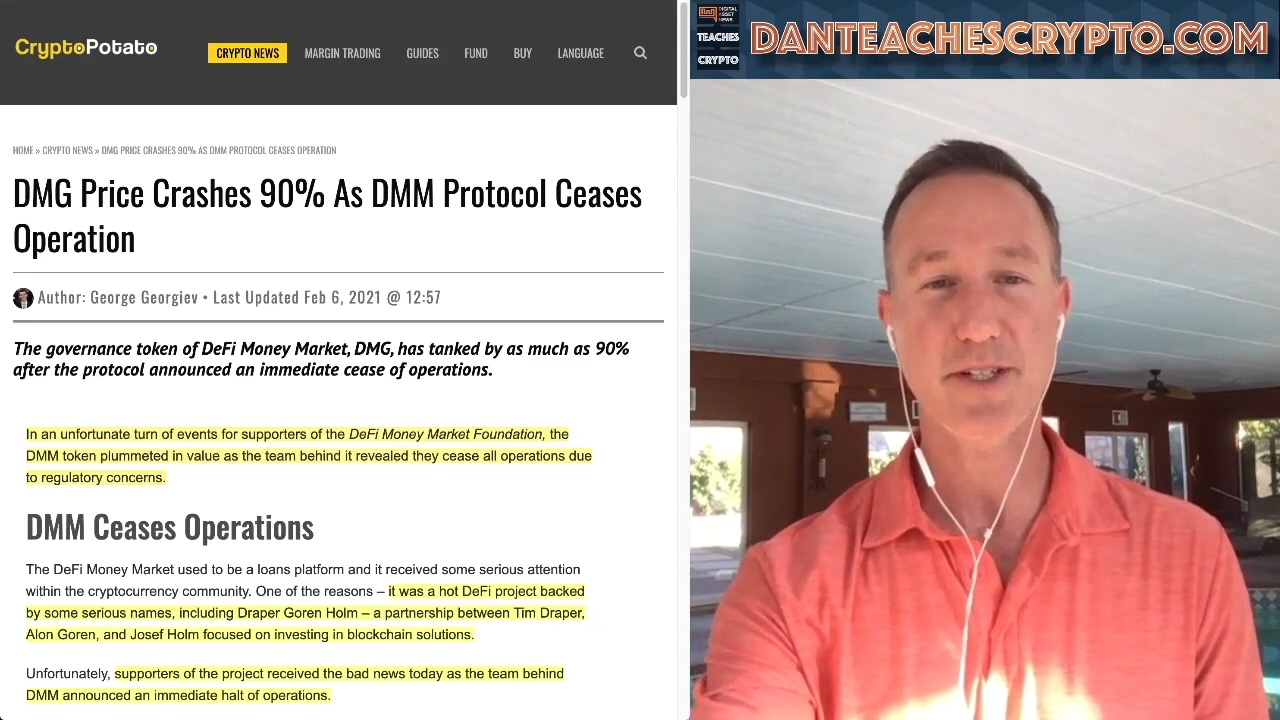 CryptoPotato
CRYPTO NEWS MARGIN TRADING GUIDES FUND BUY LANGUAGE
HOME » CRYPTO NEWS » DMG PRICE CRASHES 90% AS DMM PROTOCOL CEASES OPERATION
DMG Price Crashes 90% As DMM Protocol Ceases
Operation
Author: George Georgiev • Last Updated Feb 6, 2021 @ 12:57
The governance token of DeFi Money Market, DMG, has tanked by as much as 90%
after the protocol announced an immediate cease of operations.
In an unfortunate turn of events for supporters of the DeFi Money Market Foundation, the
DMM token plummeted in value as the team behind it revealed they cease all operations due
to regulatory concerns.
DMM Ceases Operations
The DeFi Money Market used to be a loans platform and it received some serious attention
within the cryptocurrency community. One of the reasons – it was a hot DeFi project backed
by some serious names, including Draper Goren Holm – a partnership between Tim Draper,
Alon Goren, and Josef Holm focused on investing in blockchain solutions.
Unfortunately, supporters of the project received the bad news today as the team behind
DMM announced an immediate halt of operations.
DIGITAL
ASSET
NEWS
TEACHES
CRYPTO
DANTEACHESCRYPTO.COM